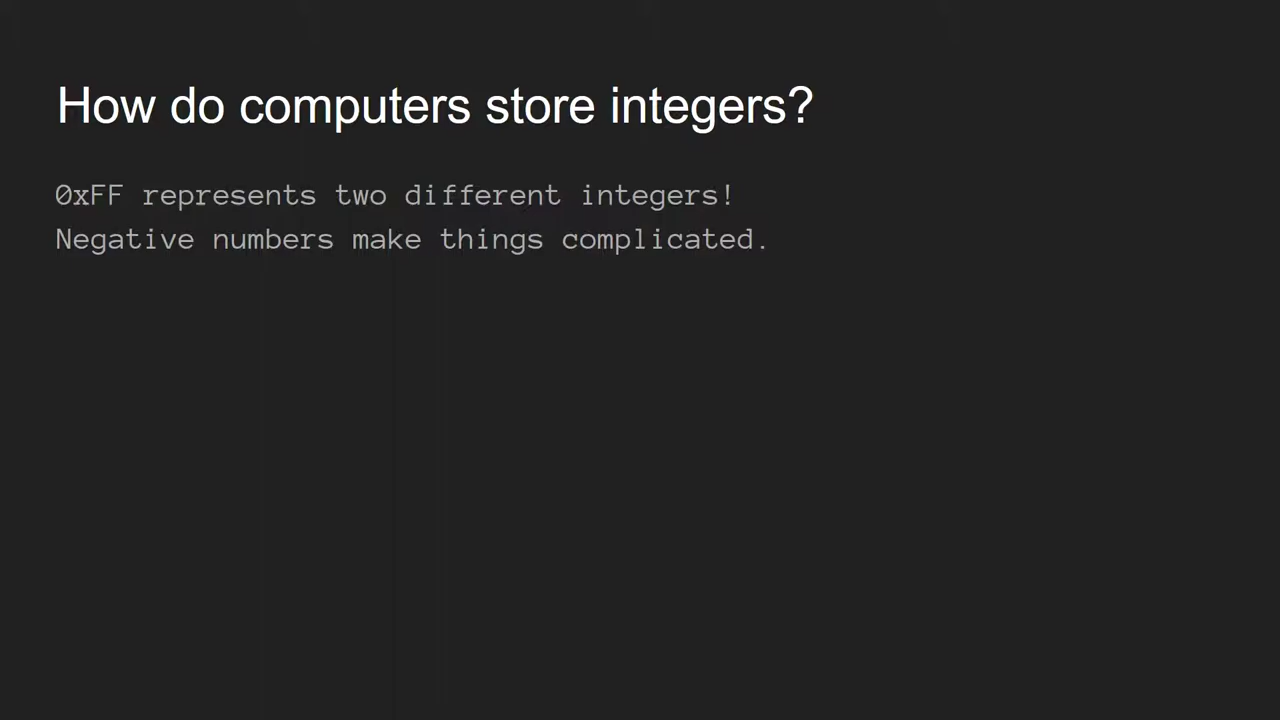 How do computers store integers?
0xFF represents two different integers!
Negative numbers make things complicated.